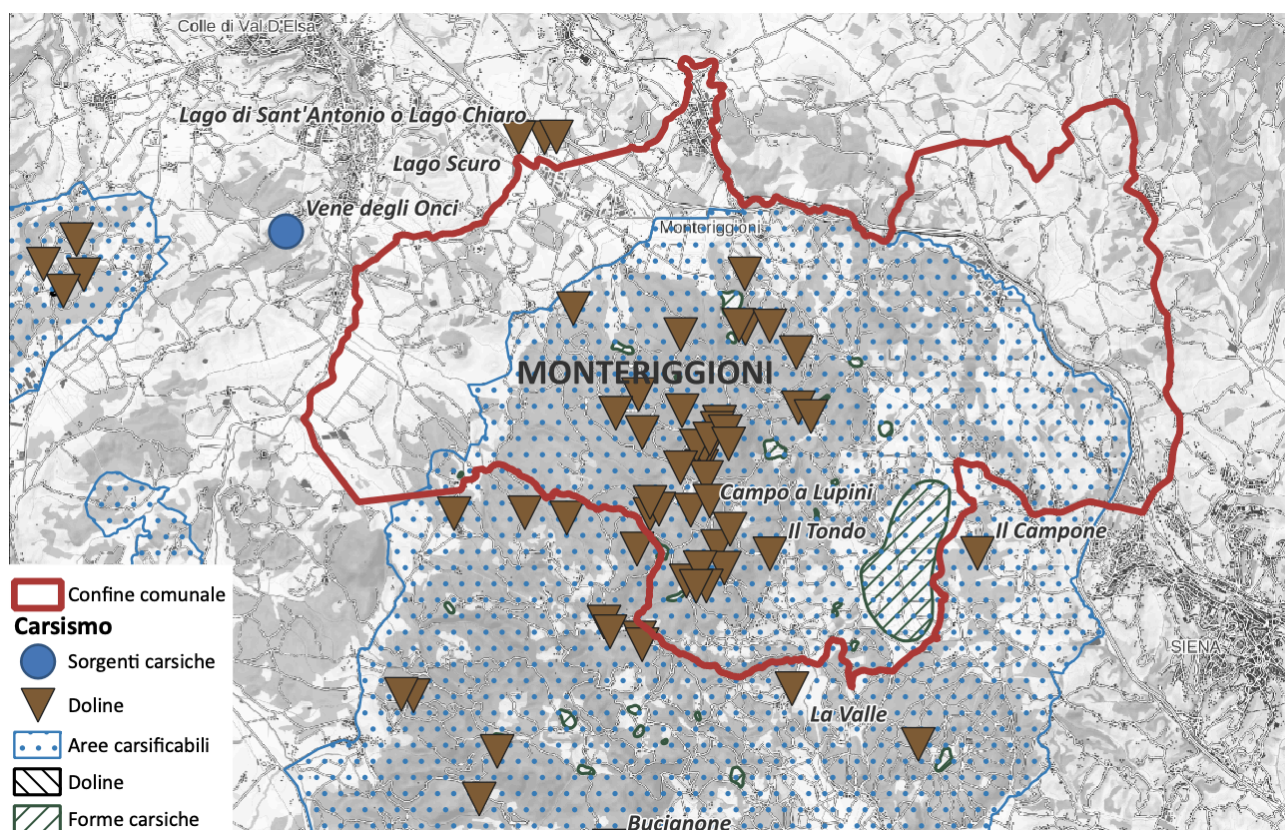 Colle di Val D'Elsa
Lago di Sant'Antonio o Lago Chiaro
Lago Scuro
Vene degli Onci
Monteriggioni
MONTERIGGIONI
Campo a Lupini
Il Tondo
Il Campone
SIENA
La Valle
Bucignone
Confine comunale
Carsismo
Sorgenti carsiche
Doline
Aree carsificabili
Doline
Forme carsiche